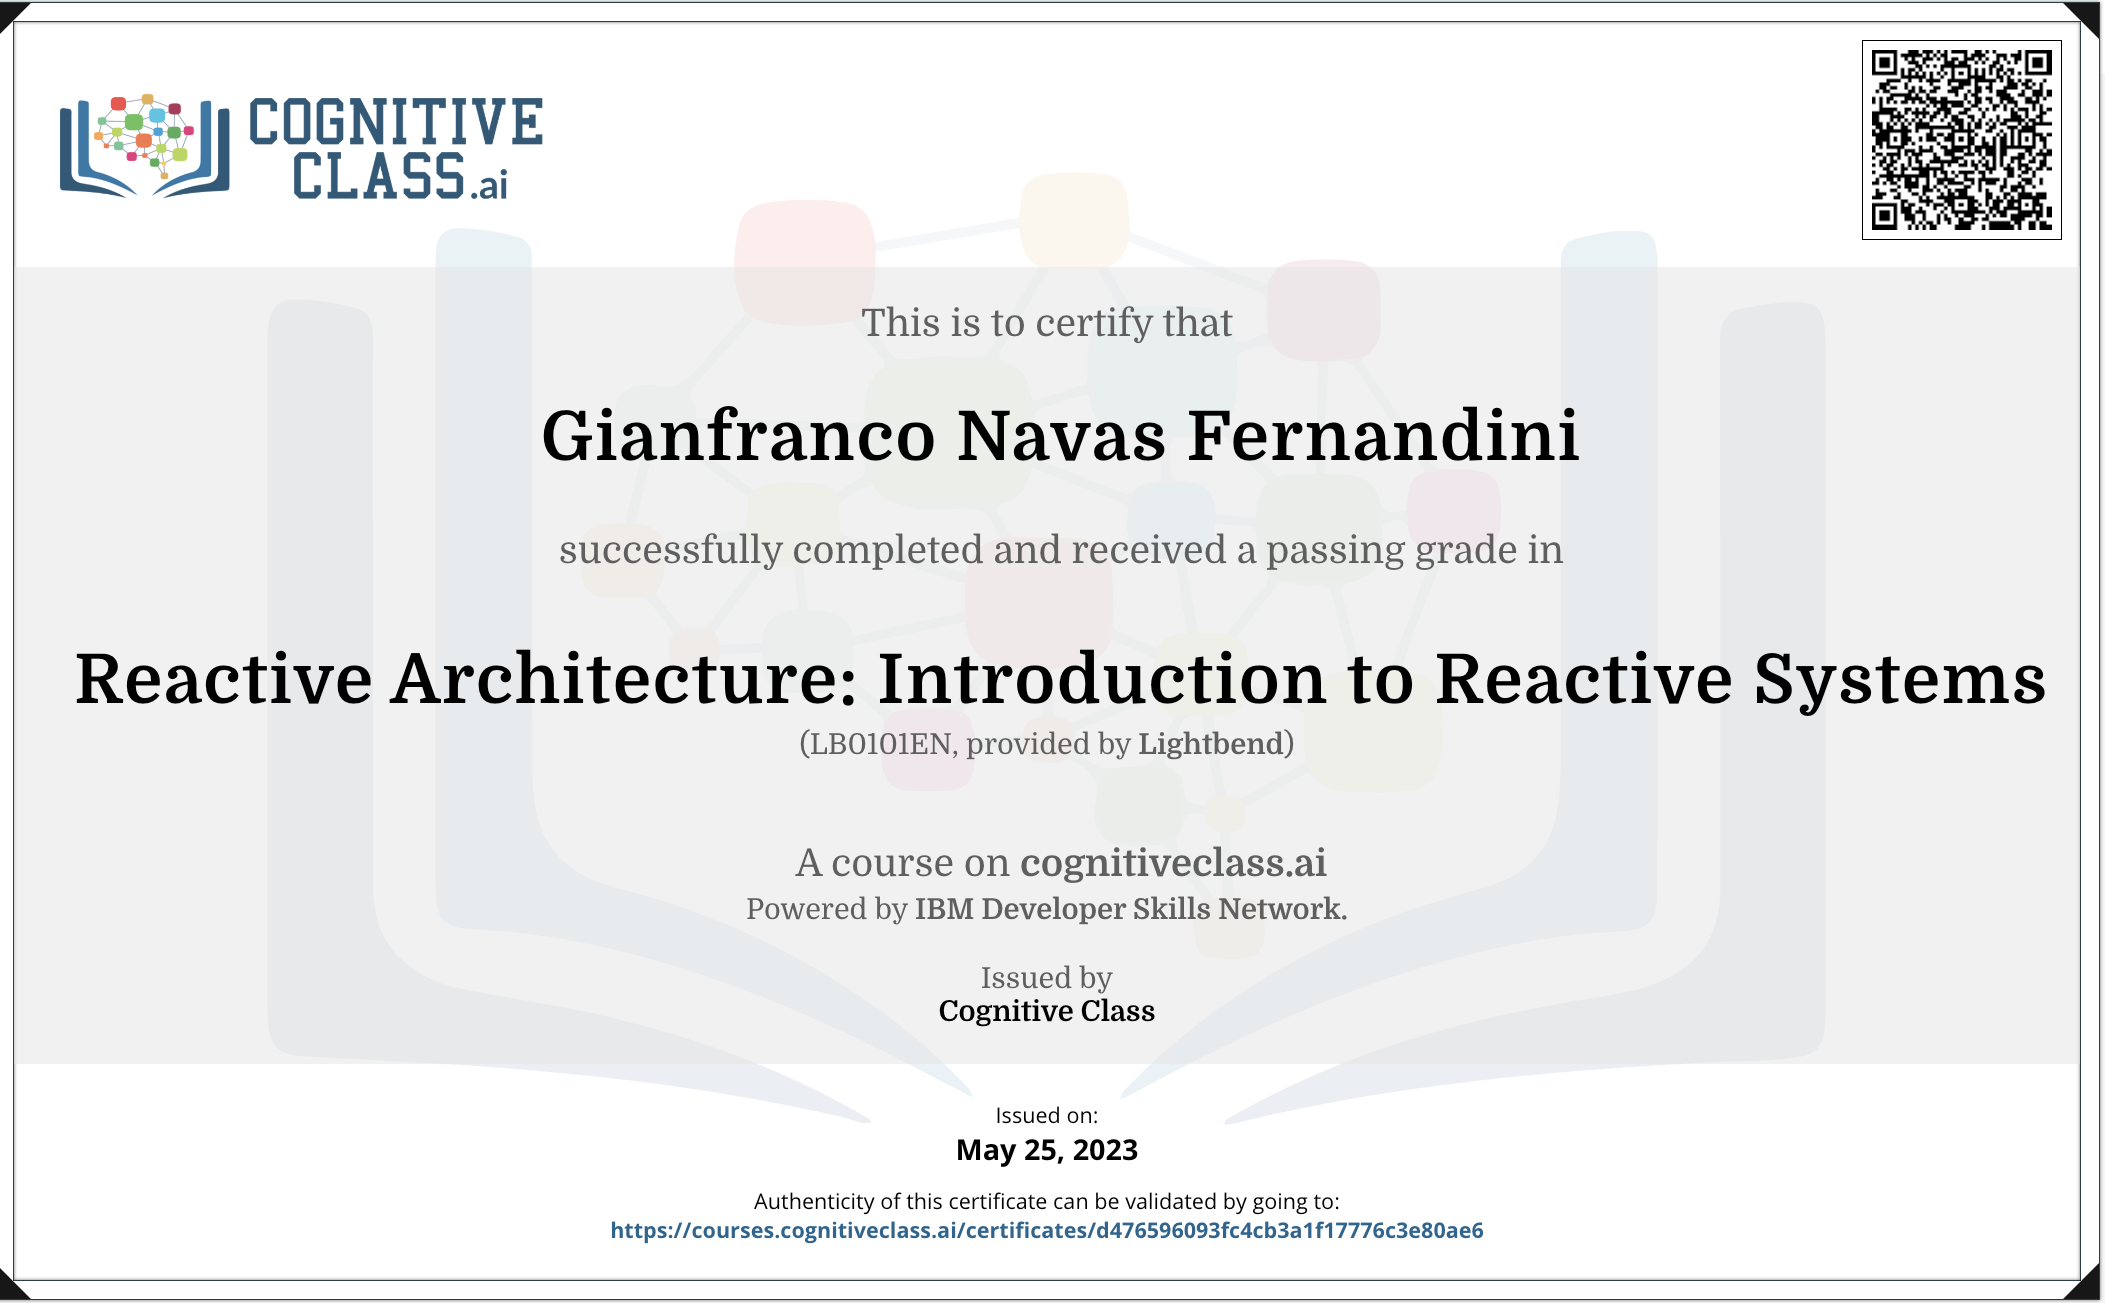 COGNITIVE
CLASS.ai
This is to certify that
Gianfranco Navas Fernandini
successfully completed and received a passing grade in
Reactive Architecture: Introduction to Reactive Systems
(LB0101EN, provided by Lightbend)
A course on cognitiveclass.ai
Powered by IBM Developer Skills Network.
Issued by
Cognitive Class
Issued on:
May 25, 2023
Authenticity of this certificate can be validated by going to:
https://courses.cognitiveclass.ai/certificates/d476596093fc4cb3a1f17776c3e80ae6